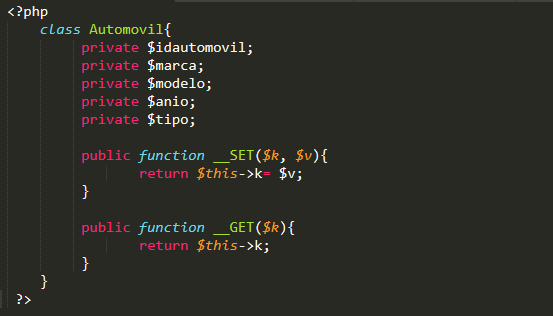 <?php
class Automovil{
private $idautomovil;
private $marca;
private $modelo;
private $anio;
private $tipo;
public function __SET($k, $v){
return $this->k= $v;
}
public function __GET($k){
return $this->k;
}
}
?>